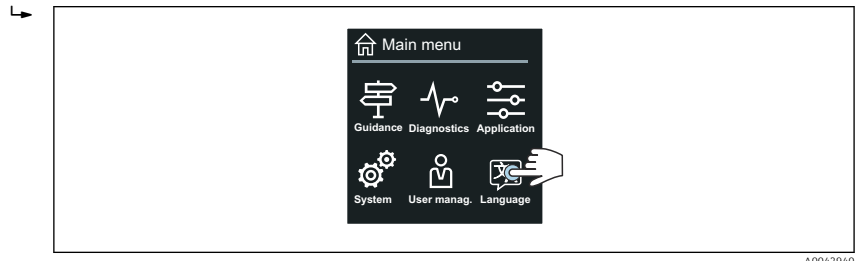 Main menu
Guidance Diagnostics Application
System User manag. Language